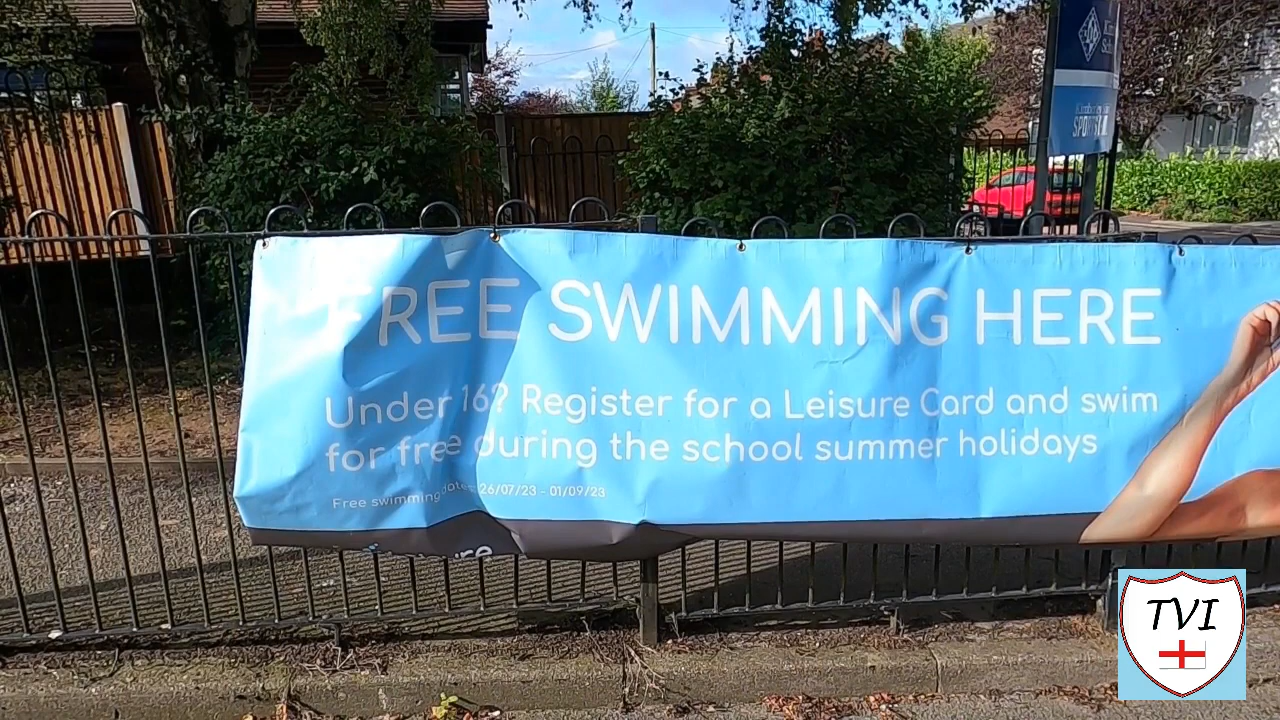 FREE SWIMMING HERE
Under 16? Register for a Leisure Card and swim
for free during the school summer holidays
Free swimming dates 26/07/23 - 01/09/23
TVI